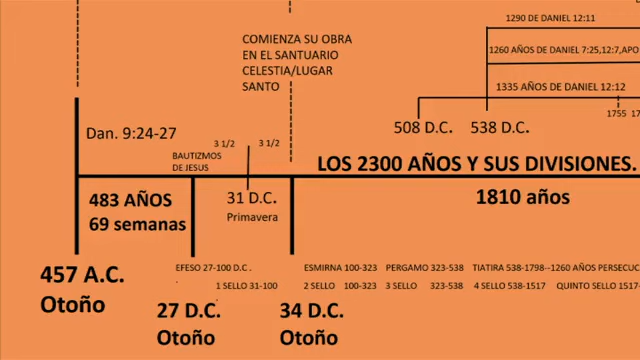 1290 DE DANIEL 12:11
COMIENZA SU OBRA
EN EL SANTUARIO
CELESTIA/LUGAR
SANTO
1260 AÑOS DE DANIEL 7:25,12:7,APO
1335 AÑOS DE DANIEL 12:12
1755 17
508 D.C. 538 D.C.
Dan. 9:24-27
3 1/2 3 1/2
BAUTIZMOS
DE JESUS
LOS 2300 AÑOS Y SUS DIVISIONES.
483 AÑOS
69 semanas
31 D.C.
Primavera
1810 años
EFESO 27-100 D.C .
ESMIRNA 100-323 PERGAMO 323-538 TIATIRA 538-1798--1260 AÑOS PERSECUC
1 SELLO 31-100
2 SELLO 100-323 3 SELLO 323-538 4 SELLO 538-1517 QUINTO SELLO 1517-
457 A.C.
Otoño
27 D.C.
Otoño
34 D.C.
Otoño